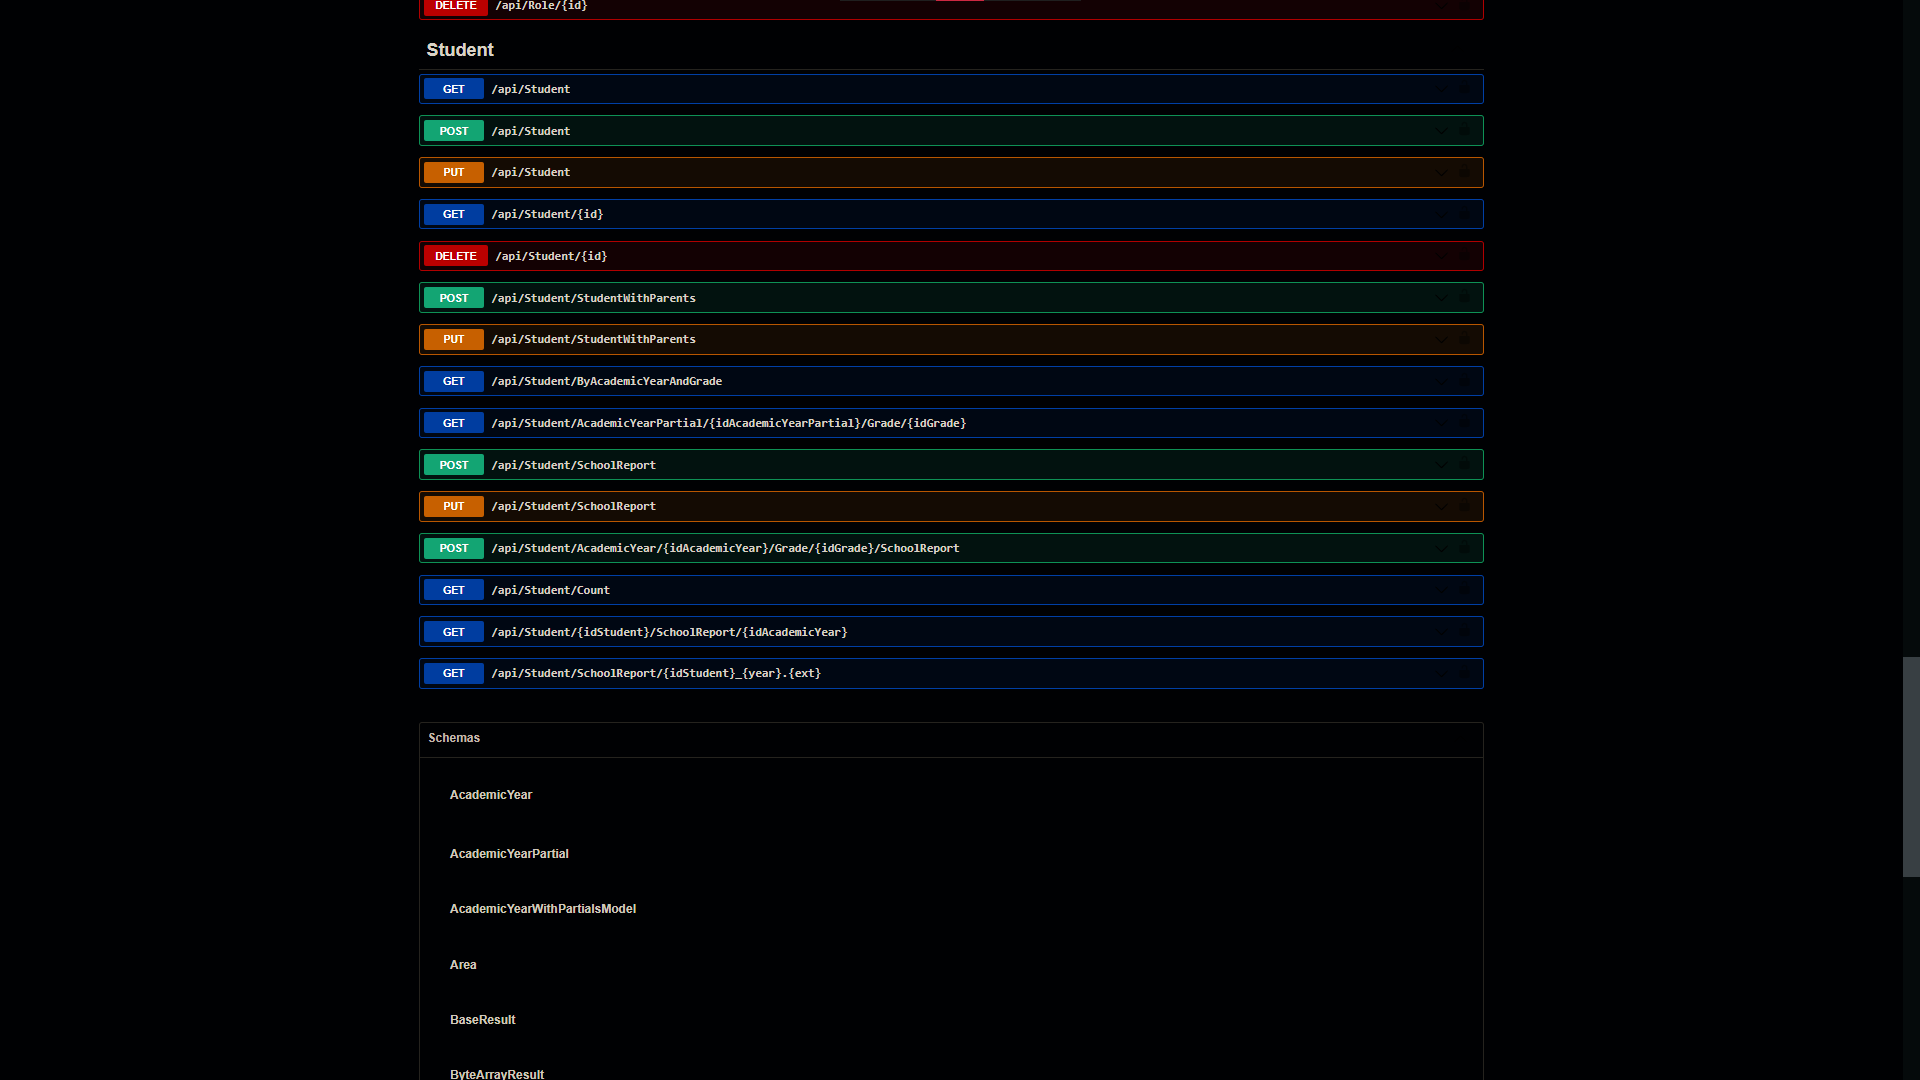 DELETE /api/Role/{id}
Student
GET /api/Student
POST /api/Student
PUT /api/Student
GET /api/Student/{id}
DELETE /api/Student/{id}
POST /api/Student/StudentWithParents
PUT /api/Student/StudentWithParents
GET /api/Student/ByAcademicYearAndGrade
GET /api/Student/AcademicYearPartial/{idAcademicYearPartial}/Grade/{idGrade}
POST /api/Student/SchoolReport
PUT /api/Student/SchoolReport
POST /api/Student/AcademicYear/{idAcademicYear}/Grade/{idGrade}/SchoolReport
GET /api/Student/Count
GET /api/Student/{idStudent}/SchoolReport/{idAcademicYear}
GET /api/Student/SchoolReport/{idStudent}_{year}.{ext}
Schemas
AcademicYear
AcademicYearPartial
AcademicYearWithPartialsModel
Area
BaseResult
ByteArrayResult